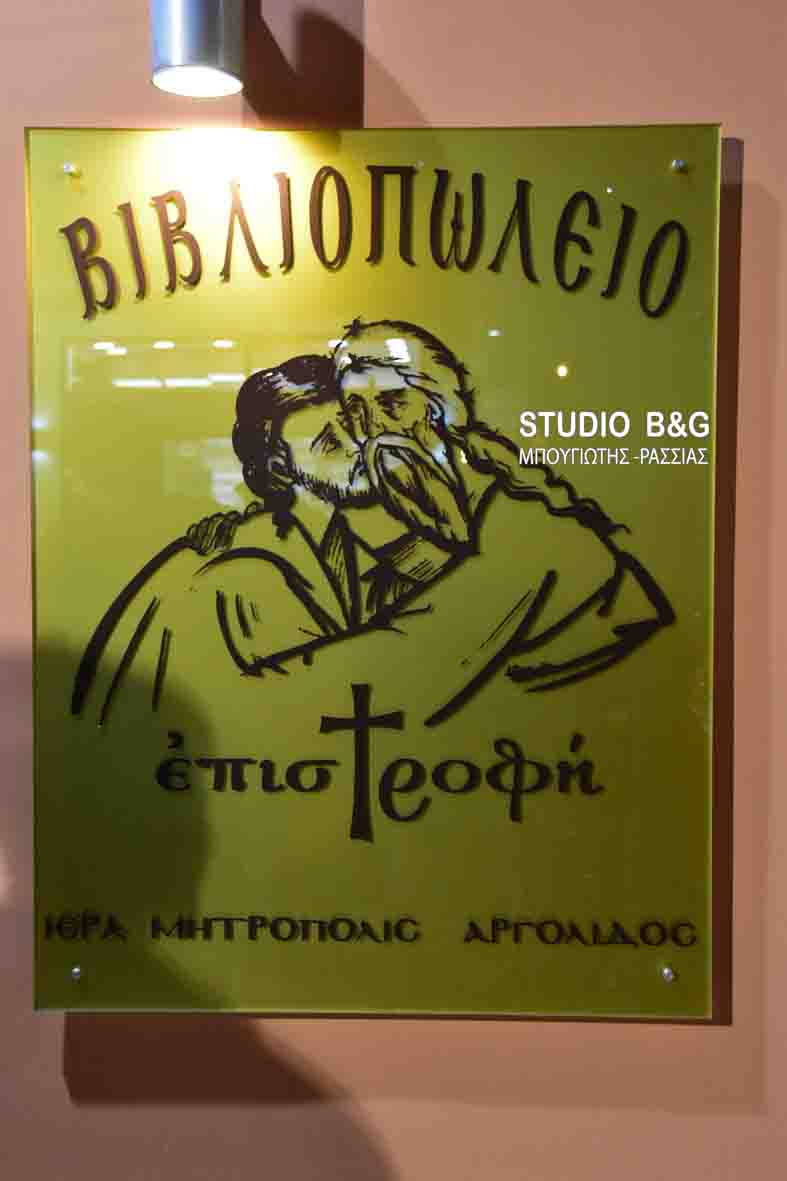 ΒΙΒΛΙΟΠΩΛΕΙΟ
STUDIO B&G
ΜΠΟΥΓΙΩΤΗΣ -ΡΑΣΣΙΑΣ
ἐπιστροφή
ΙΕΡΑ ΜΗΤΡΟΠΟΛΙΣ ΑΡΓΟΛΙΔΟΣ